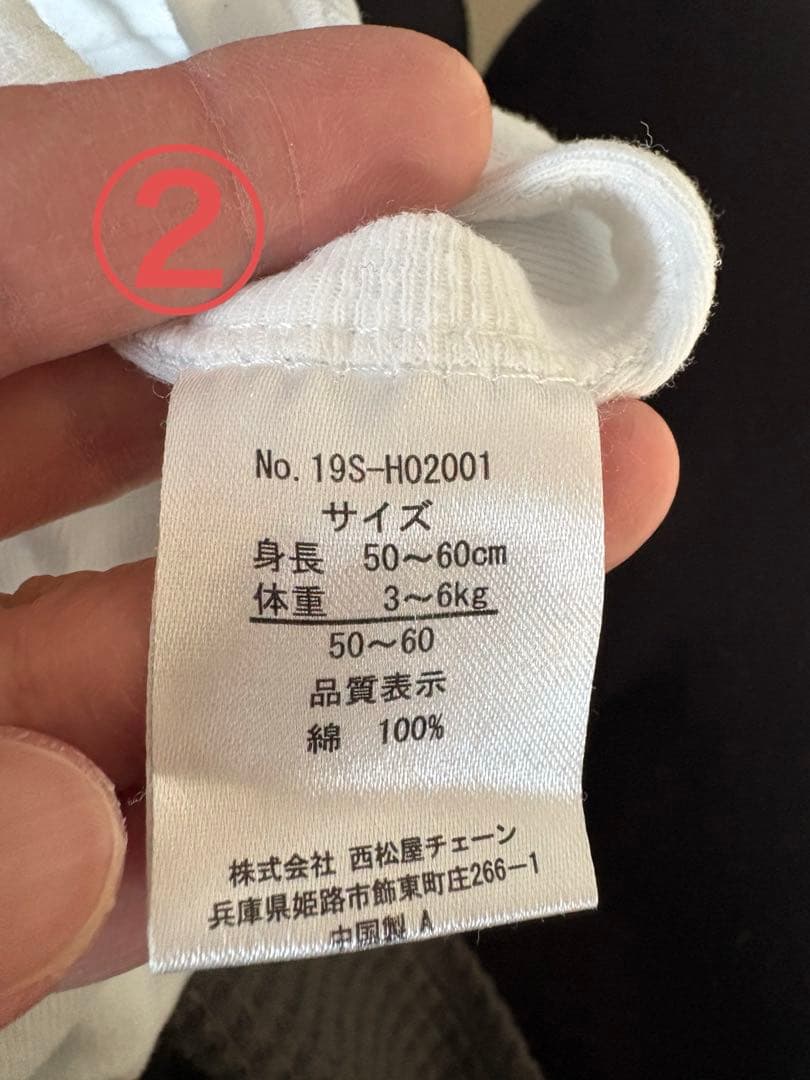 ②
No. 19S-H02001
サイズ
身長 50～60cm
体重 3～6kg
50～60
品質表示
綿 100%
株式会社 西松屋チェーン
兵庫県姫路市飾東町庄266-1
中国製 A